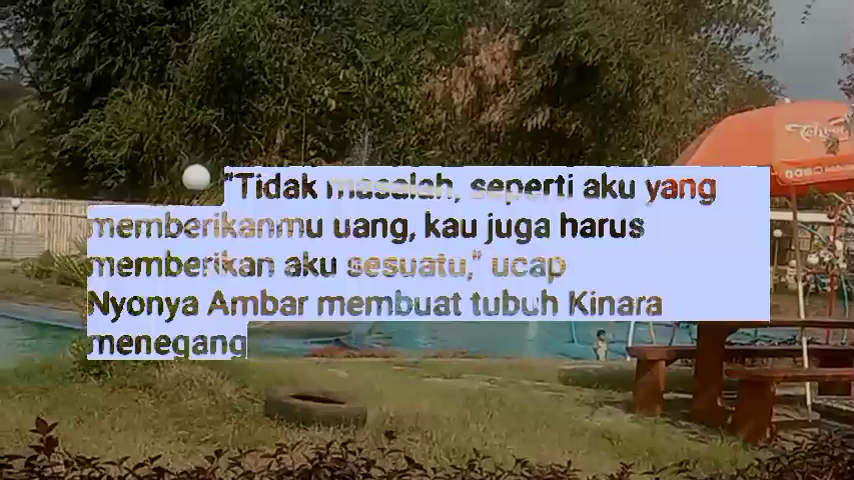 "Tidak masalah, seperti aku yang
memberikanmu uang, kau juga harus
memberikan aku sesuatu," ucap
Nyonya Ambar membuat tubuh Kinara
menegang